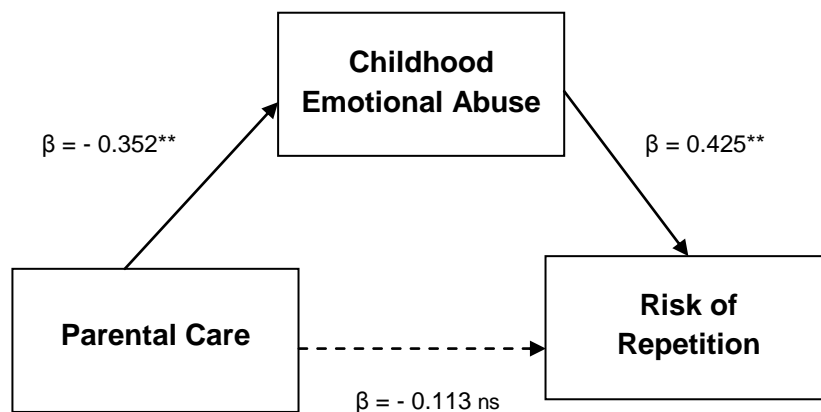 Childhood
Emotional Abuse
β = - 0.352**
β = 0.425**
Parental Care
Risk of
Repetition
β = - 0.113 ns